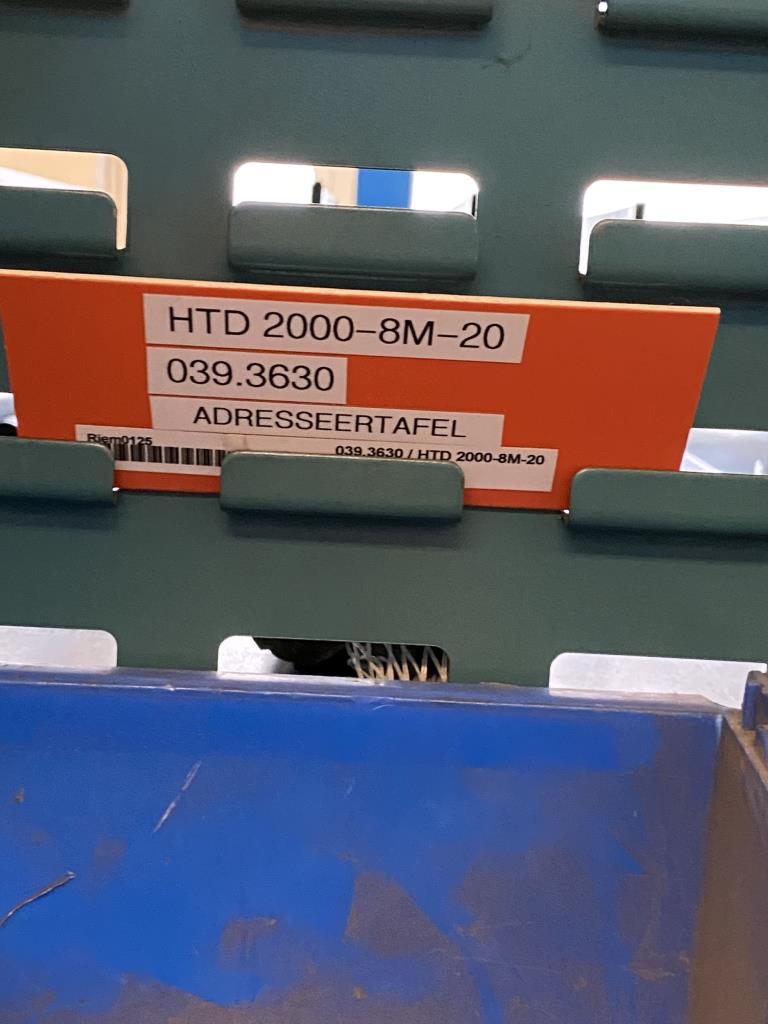 HTD 2000-8M-20
039.3630
ADRESSEERTAFEL
Riem0125
039.3630 / HTD 2000-8M-20